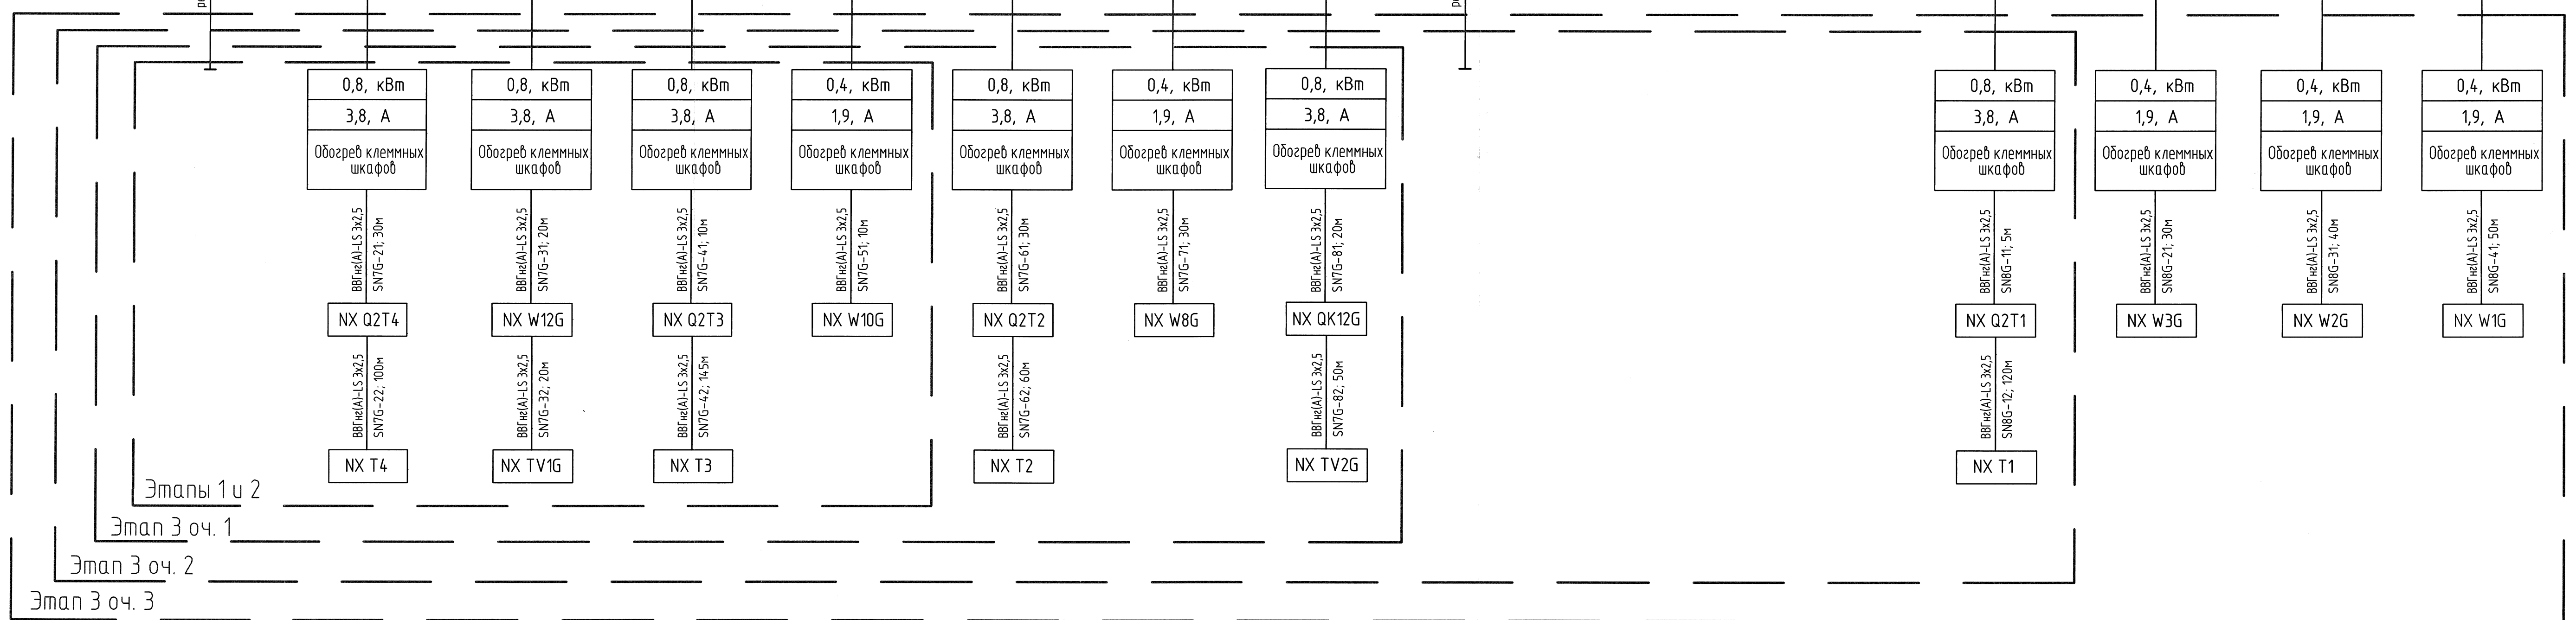 0,8, кВт
3,8, А
Обогрев клеммных
шкафов
ВВГнг(А)-LS 3х2,5
SN7G-21; 30м
NX Q2T4
ВВГнг(А)-LS 3х2,5
SN7G-22; 100м
NX T4
0,8, кВт
3,8, А
Обогрев клеммных
шкафов
ВВГнг(А)-LS 3х2,5
SN7G-31; 20м
NX W12G
ВВГнг(А)-LS 3х2,5
SN7G-32; 20м
NX TV1G
0,8, кВт
3,8, А
Обогрев клеммных
шкафов
ВВГнг(А)-LS 3х2,5
SN7G-41; 10м
NX Q2T3
ВВГнг(А)-LS 3х2,5
SN7G-42; 145м
NX T3
0,4, кВт
1,9, А
Обогрев клеммных
шкафов
ВВГнг(А)-LS 3х2,5
SN7G-51; 10м
NX W10G
0,8, кВт
3,8, А
Обогрев клеммных
шкафов
ВВГнг(А)-LS 3х2,5
SN7G-61; 30м
NX Q2T2
ВВГнг(А)-LS 3х2,5
SN7G-62; 60м
NX T2
0,4, кВт
1,9, А
Обогрев клеммных
шкафов
ВВГнг(А)-LS 3х2,5
SN7G-71; 30м
NX W8G
0,8, кВт
3,8, А
Обогрев клеммных
шкафов
ВВГнг(А)-LS 3х2,5
SN7G-81; 20м
NX QK12G
ВВГнг(А)-LS 3х2,5
SN7G-82; 50м
NX TV2G
0,8, кВт
3,8, А
Обогрев клеммных
шкафов
ВВГнг(А)-LS 3х2,5
SN8G-11; 5м
NX Q2T1
ВВГнг(А)-LS 3х2,5
SN8G-12; 120м
NX T1
0,4, кВт
1,9, А
Обогрев клеммных
шкафов
ВВГнг(А)-LS 3х2,5
SN8G-21; 30м
NX W3G
0,4, кВт
1,9, А
Обогрев клеммных
шкафов
ВВГнг(А)-LS 3х2,5
SN8G-31; 40м
NX W2G
0,4, кВт
1,9, А
Обогрев клеммных
шкафов
ВВГнг(А)-LS 3х2,5
SN8G-41; 50м
NX W1G
Этапы 1 и 2
Этап 3 оч. 1
Этап 3 оч. 2
Этап 3 оч. 3